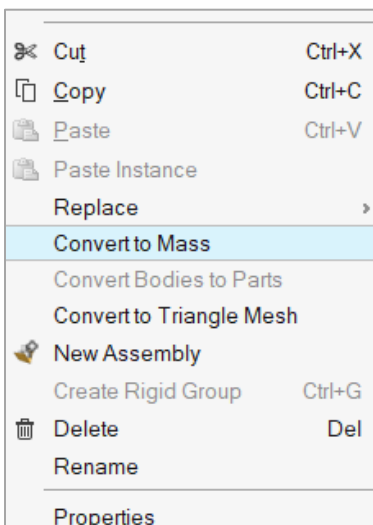 Cut Ctrl+X
Copy Ctrl+C
Paste Ctrl+V
Paste Instance
Replace
Convert to Mass
Convert Bodies to Parts
Convert to Triangle Mesh
New Assembly
Create Rigid Group Ctrl+G
Delete Del
Rename
Properties